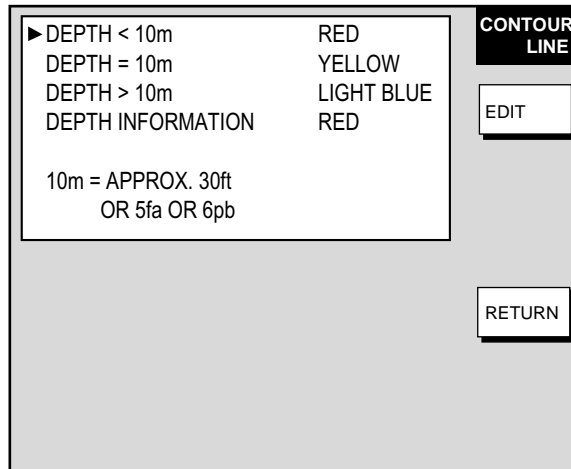 ►DEPTH < 10m RED
DEPTH = 10m YELLOW
DEPTH > 10m LIGHT BLUE
DEPTH INFORMATION RED
10m = APPROX. 30ft
OR 5fa OR 6pb
CONTOUR
LINE
EDIT
RETURN